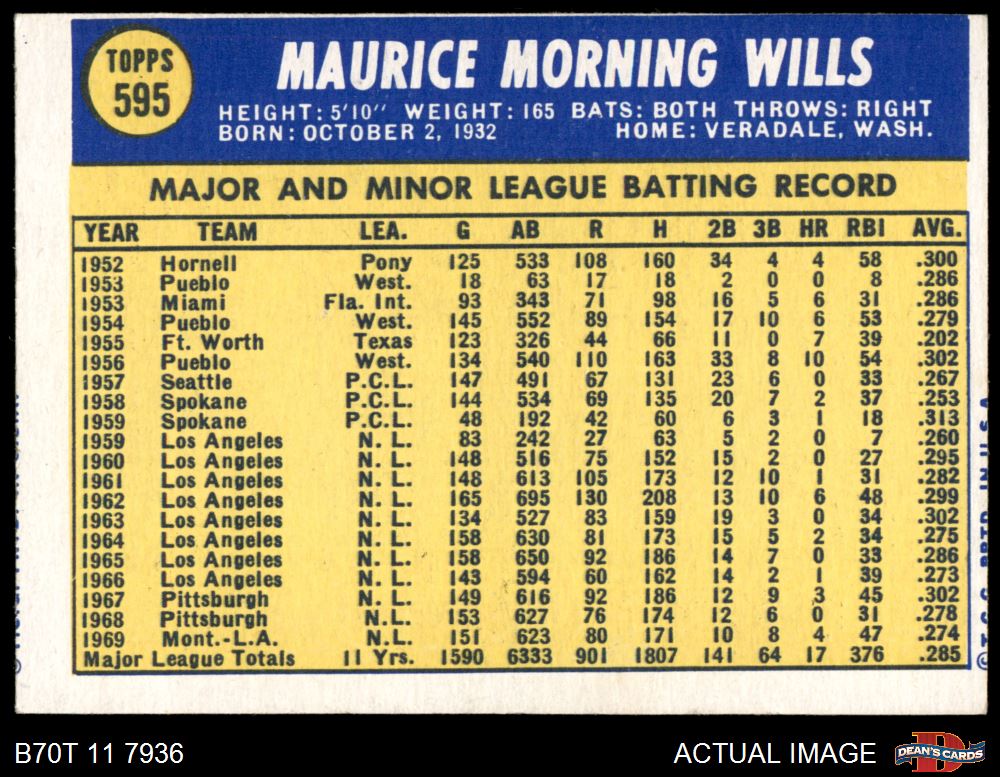 TOPPS
595
MAURICE MORNING WILLS
HEIGHT: 5'10" WEIGHT: 165 BATS: BOTH THROWS: RIGHT
BORN: OCTOBER 2, 1932 HOME: VERADALE, WASH.
MAJOR AND MINOR LEAGUE BATTING RECORD
YEAR TEAM LEA. G AB R H 2B 3B HR RBI AVG.
1952 Hornell Pony 125 533 108 160 34 4 4 58 .300
1953 Pueblo West. 18 63 17 18 2 0 0 8 .286
1953 Miami Fla. Int. 93 343 71 98 16 5 6 31 .286
1954 Pueblo West. 145 552 89 154 17 10 6 53 .279
1955 Ft. Worth Texas 123 326 44 66 11 0 7 39 .202
1956 Pueblo West. 134 540 110 163 33 8 10 54 .302
1957 Seattle P.C.L. 147 491 67 131 23 6 0 33 .267
1958 Spokane P.C.L. 144 534 69 135 20 7 2 37 .253
1959 Spokane P.C.L. 48 192 42 60 6 3 1 18 .313
1959 Los Angeles N. L. 83 242 27 63 5 2 0 7 .260
1960 Los Angeles N. L. 148 516 75 152 15 2 0 27 .295
1961 Los Angeles N. L. 148 613 105 173 12 10 1 31 .282
1962 Los Angeles N. L. 165 695 130 208 13 10 6 48 .299
1963 Los Angeles N. L. 134 527 83 159 19 3 0 34 .302
1964 Los Angeles N. L. 158 630 81 173 15 5 2 34 .275
1965 Los Angeles N. L. 158 650 92 186 14 7 0 33 .286
1966 Los Angeles N. L. 143 594 60 162 14 2 1 39 .273
1967 Pittsburgh N. L. 149 616 92 186 12 9 3 45 .302
1968 Pittsburgh N.L. 153 627 76 174 12 6 0 31 .278
1969 Mont.-L.A. N.L. 151 623 80 171 10 8 4 47 .274
Major League Totals 11 Yrs. 1590 6333 901 1807 141 64 17 376 .285
B70T 11 7936
ACTUAL IMAGE
DEAN'S CARDS